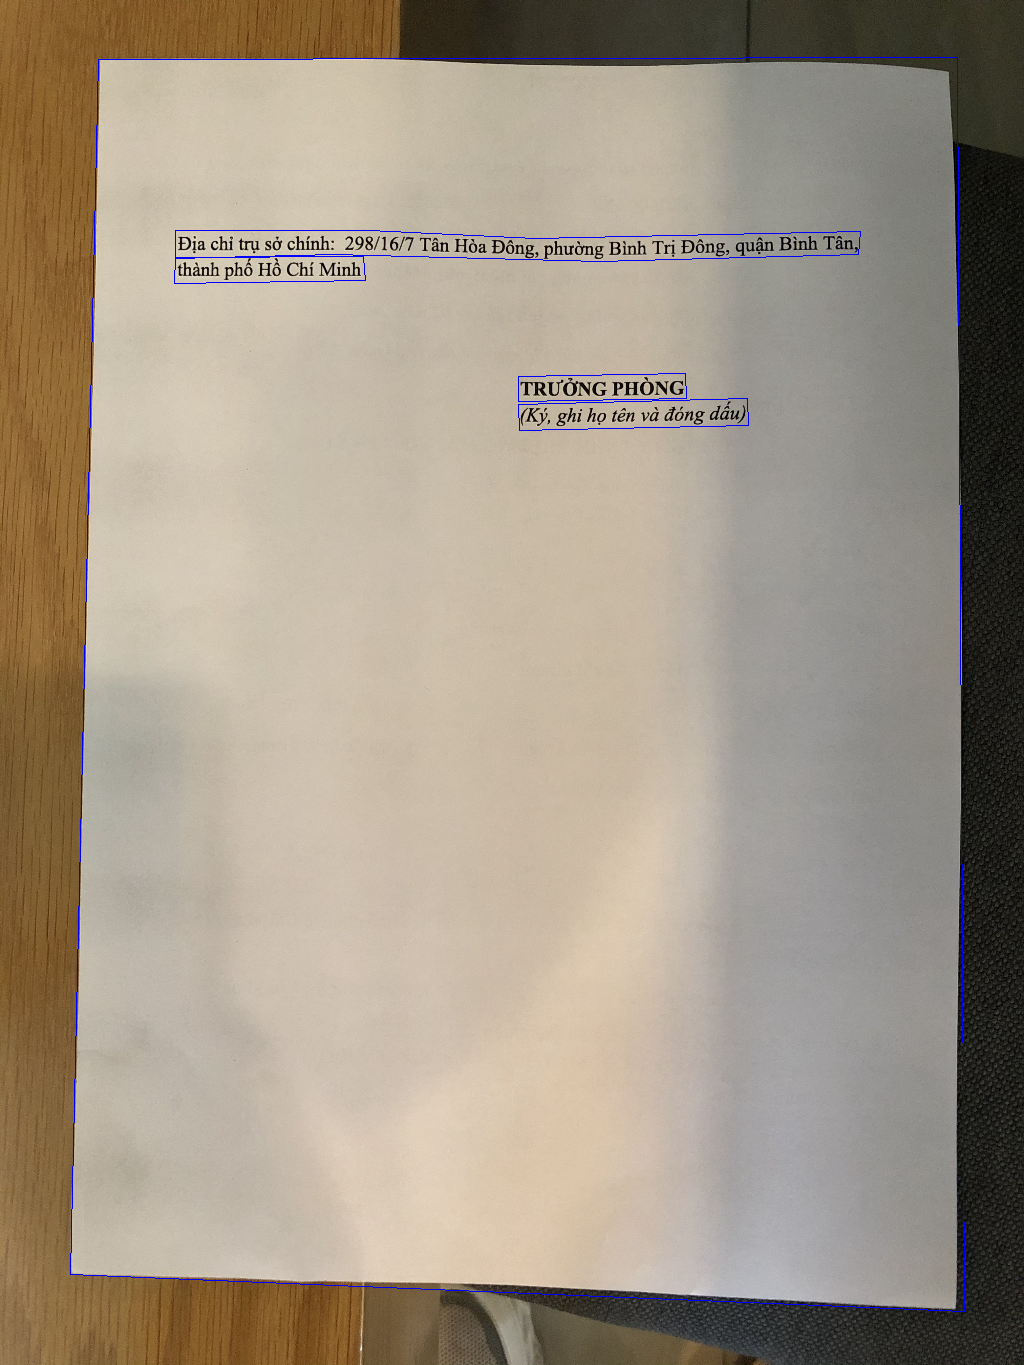 Địa chỉ trụ sở chính: 298/16/7 Tân Hòa Đông, phường Bình Trị Đông, quận Bình Tân,
thành phố Hồ Chí Minh
TRƯỞNG PHÒNG
(Ký, ghi họ tên và đóng dấu)